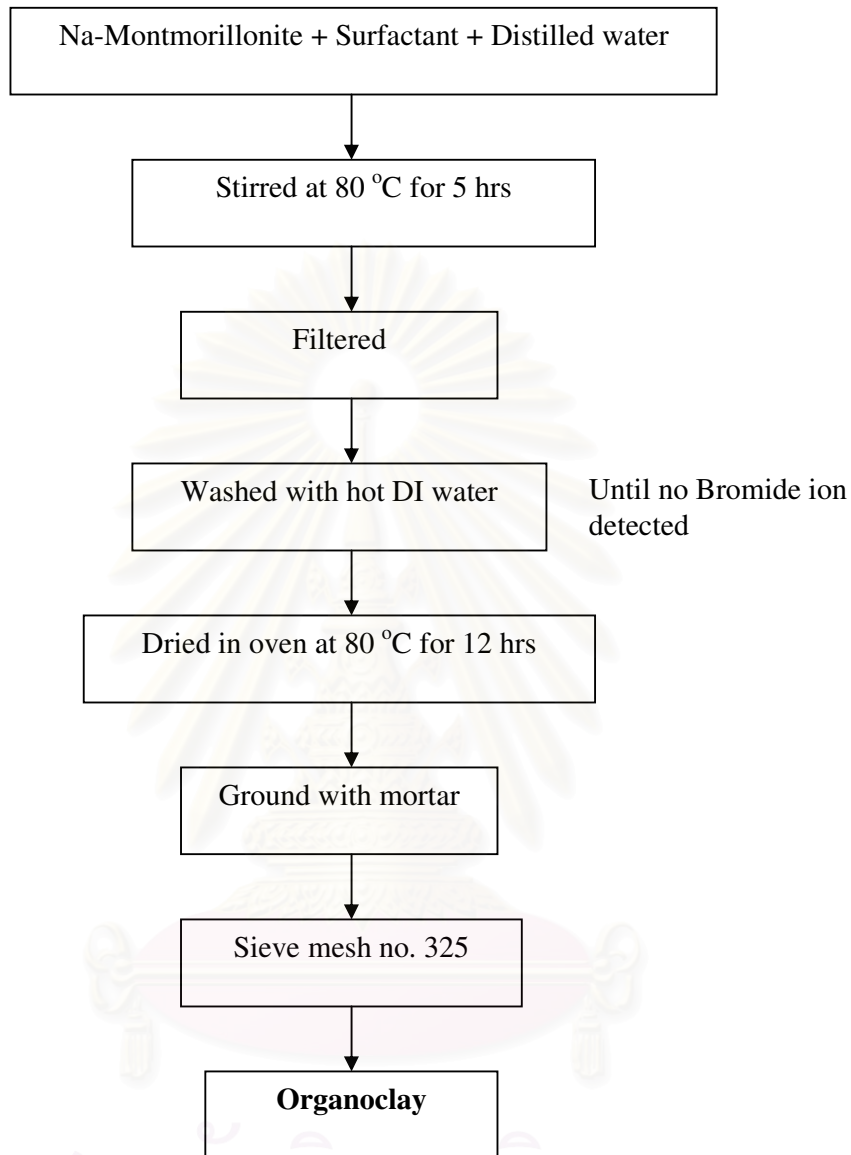 Na-Montmorillonite + Surfactant + Distilled water
Stirred at 80 °C for 5 hrs
Filtered
Washed with hot DI water
Until no Bromide ion
detected
Dried in oven at 80 °C for 12 hrs
Ground with mortar
Sieve mesh no. 325
Organoclay